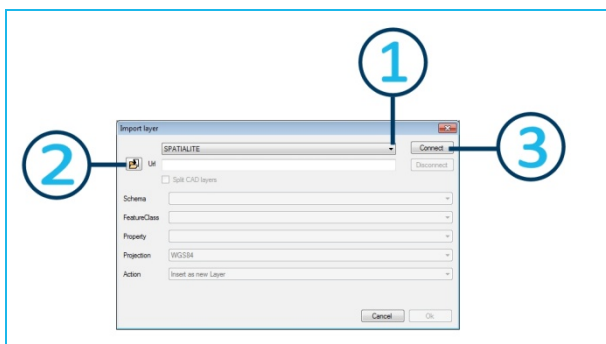 1
Import layer
SPATIALITE
Connect
3
2
Url
Disconnect
Split CAD layers
Schema
FeatureClass
Property
Projection WGS84
Action Insert as new Layer
Cancel Ok